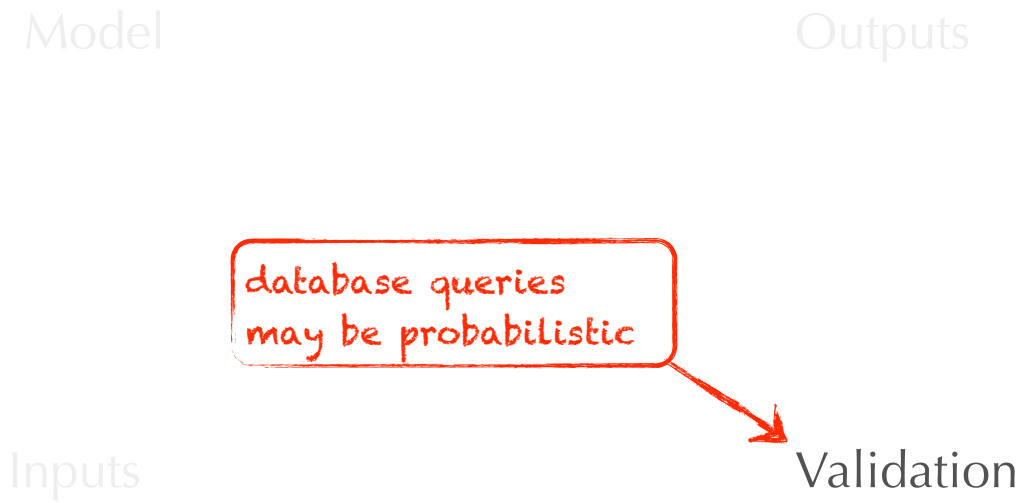 Model
Outputs
database queries
may be probabilistic
Inputs
Validation